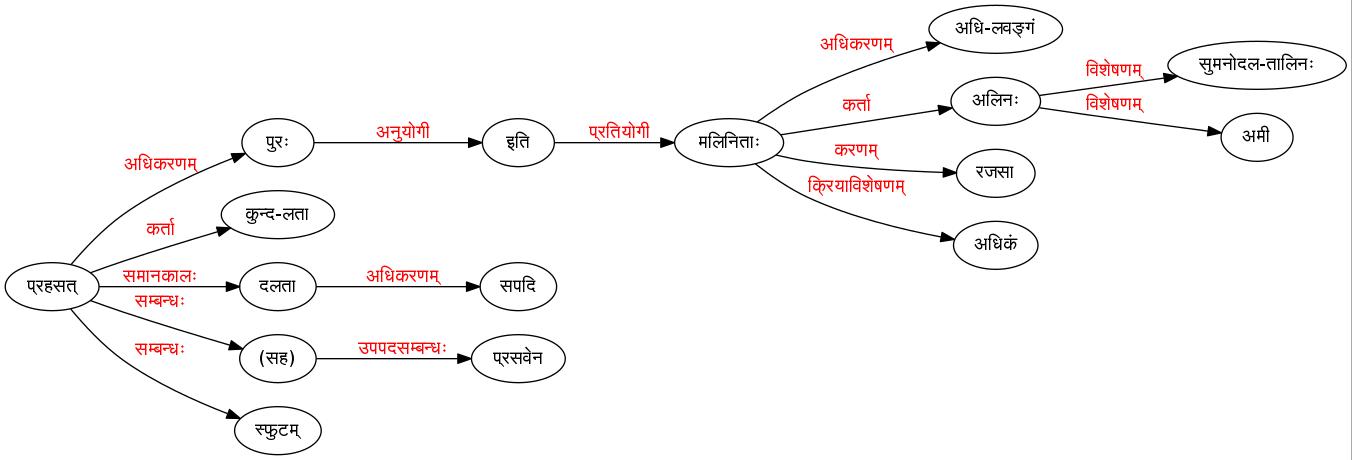 अधि-लवङ्गं
अधिकरणम्
सुमनोदल-तालिनः
विशेषणम्
कर्ता
अलिनः
विशेषणम्
पुरः
अनुयोगी
इति
प्रतियोगी
मलिनिताः
अमी
अधिकरणम्
करणम्
रजसा
क्रियाविशेषणम्
कुन्द-लता
कर्ता
अधिकं
प्रहसत्
समानकालः
दलता
अधिकरणम्
सपदि
सम्बन्धः
(सह)
उपपदसम्बन्धः
प्रसवेन
सम्बन्धः
स्फुटम्